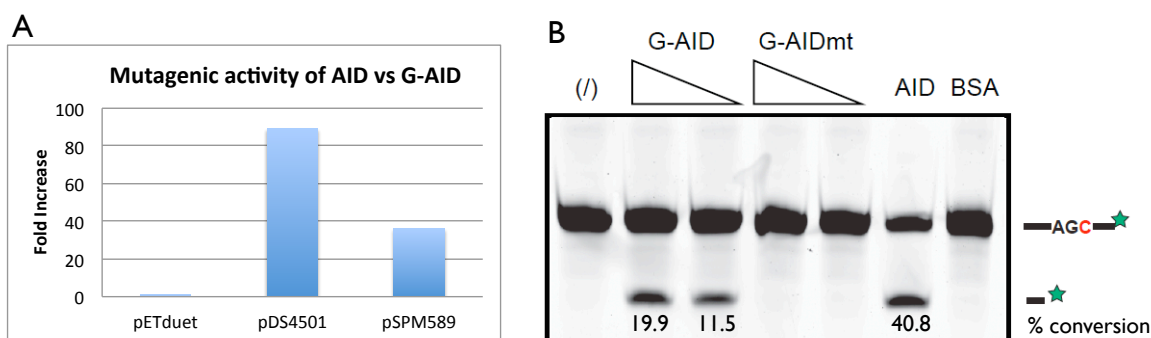 A
Mutagenic activity of AID vs G-AID
Fold Increase
100
80
60
40
20
0
pETduet pDS4501 pSPM589
B
G-AID G-AIDmt
(/) AID BSA
AGC
19.9 11.5 40.8
% conversion